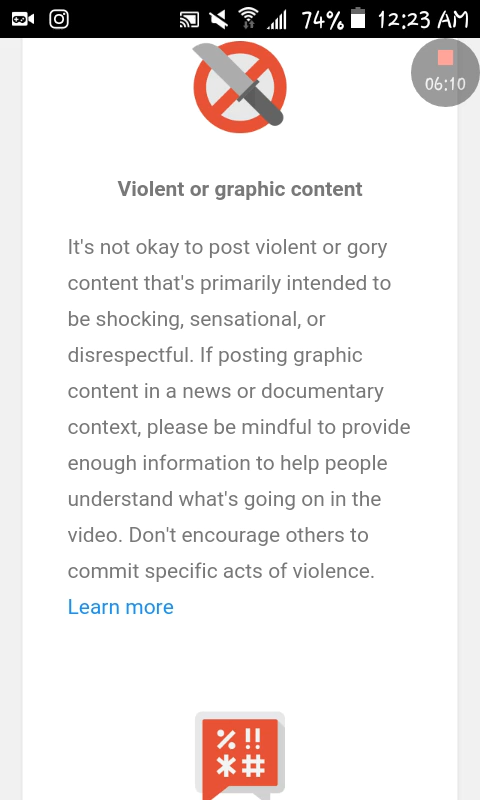 74% 12:23 AM
06:10
Violent or graphic content
It's not okay to post violent or gory
content that's primarily intended to
be shocking, sensational, or
disrespectful. If posting graphic
content in a news or documentary
context, please be mindful to provide
enough information to help people
understand what's going on in the
video. Don't encourage others to
commit specific acts of violence.
Learn more
%!!
*#